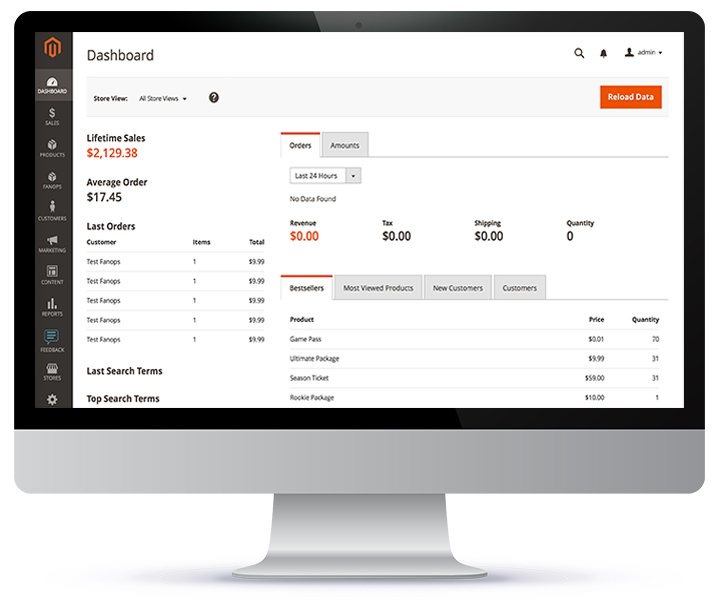 Dashboard
admin
Store View: All Store Views ?
Reload Data
DASHBOARD
$
SALES
PRODUCTS
FANOPS
CUSTOMERS
MARKETING
CONTENT
REPORTS
FEEDBACK
STORES
Lifetime Sales
$2,129.38
Average Order
$17.45
Last Orders
Customer Items Total
Test Fanops 1 $9.99
Test Fanops 1 $9.99
Test Fanops 1 $9.99
Test Fanops 1 $9.99
Test Fanops 1 $9.99
Last Search Terms
Top Search Terms
Orders Amounts
Last 24 Hours
No Data Found
Revenue Tax Shipping Quantity
$0.00 $0.00 $0.00 0
Bestsellers Most Viewed Products New Customers Customers
Product Price Quantity
Game Pass $0.01 70
Ultimate Package $9.99 31
Season Ticket $59.00 31
Rookie Package $10.00 1